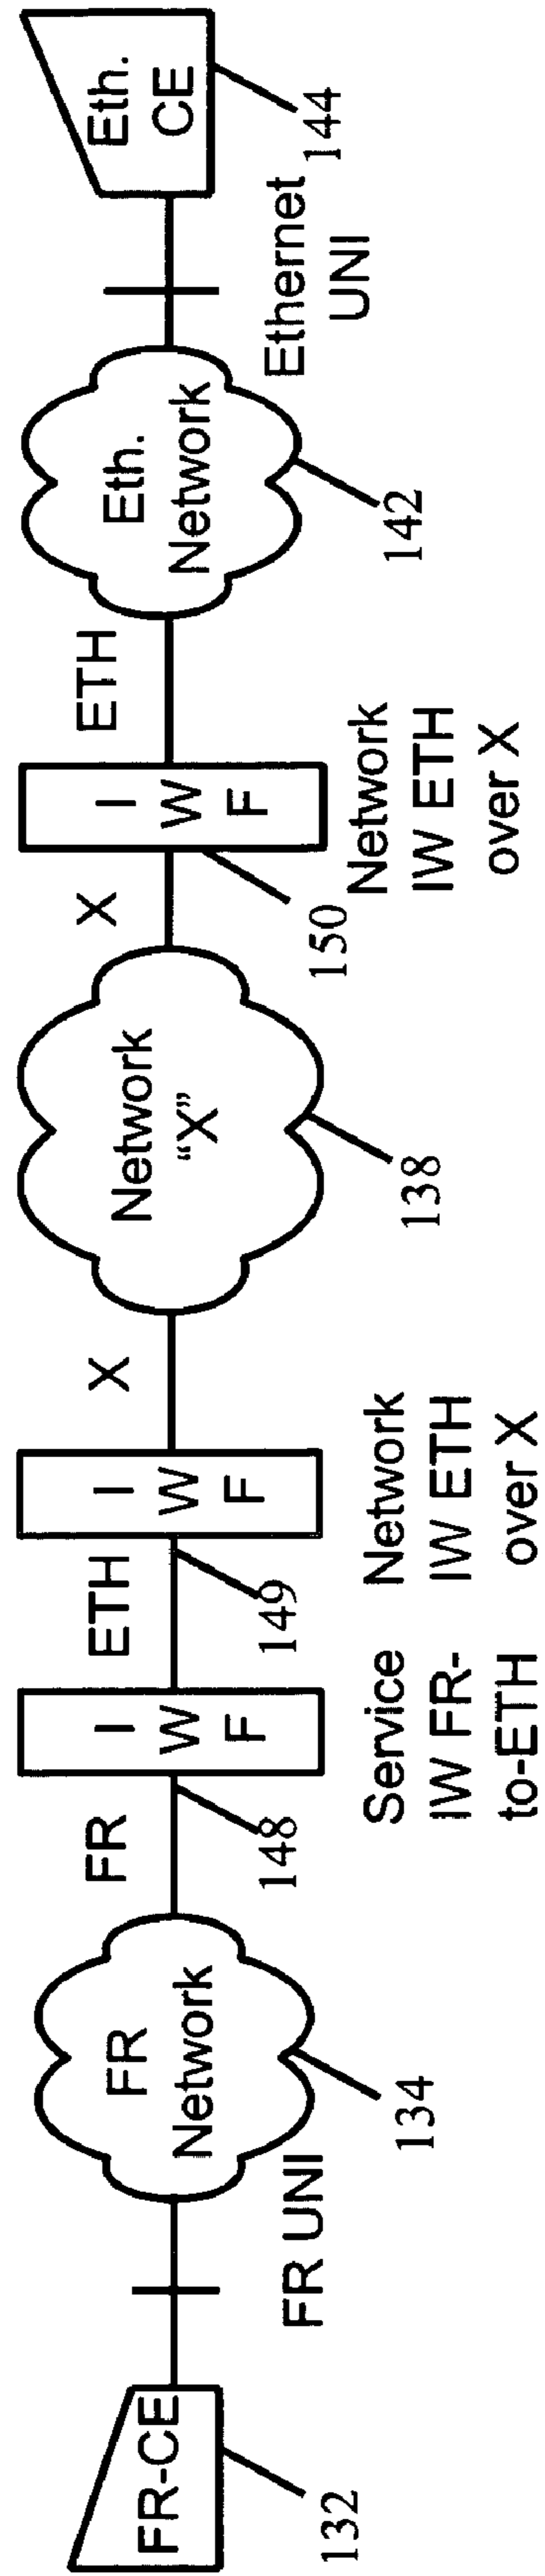 FR-CE
132
FR UNI
FR
Network
134
FR
I
W
F
148
Service
IW FR-
to-ETH
ETH
I
W
F
149
Network
IW ETH
over X
X
Network
“X”
138
X
I
W
F
150
Network
IW ETH
over X
ETH
Eth.
Network
142
Ethernet
UNI
Eth.
CE
144